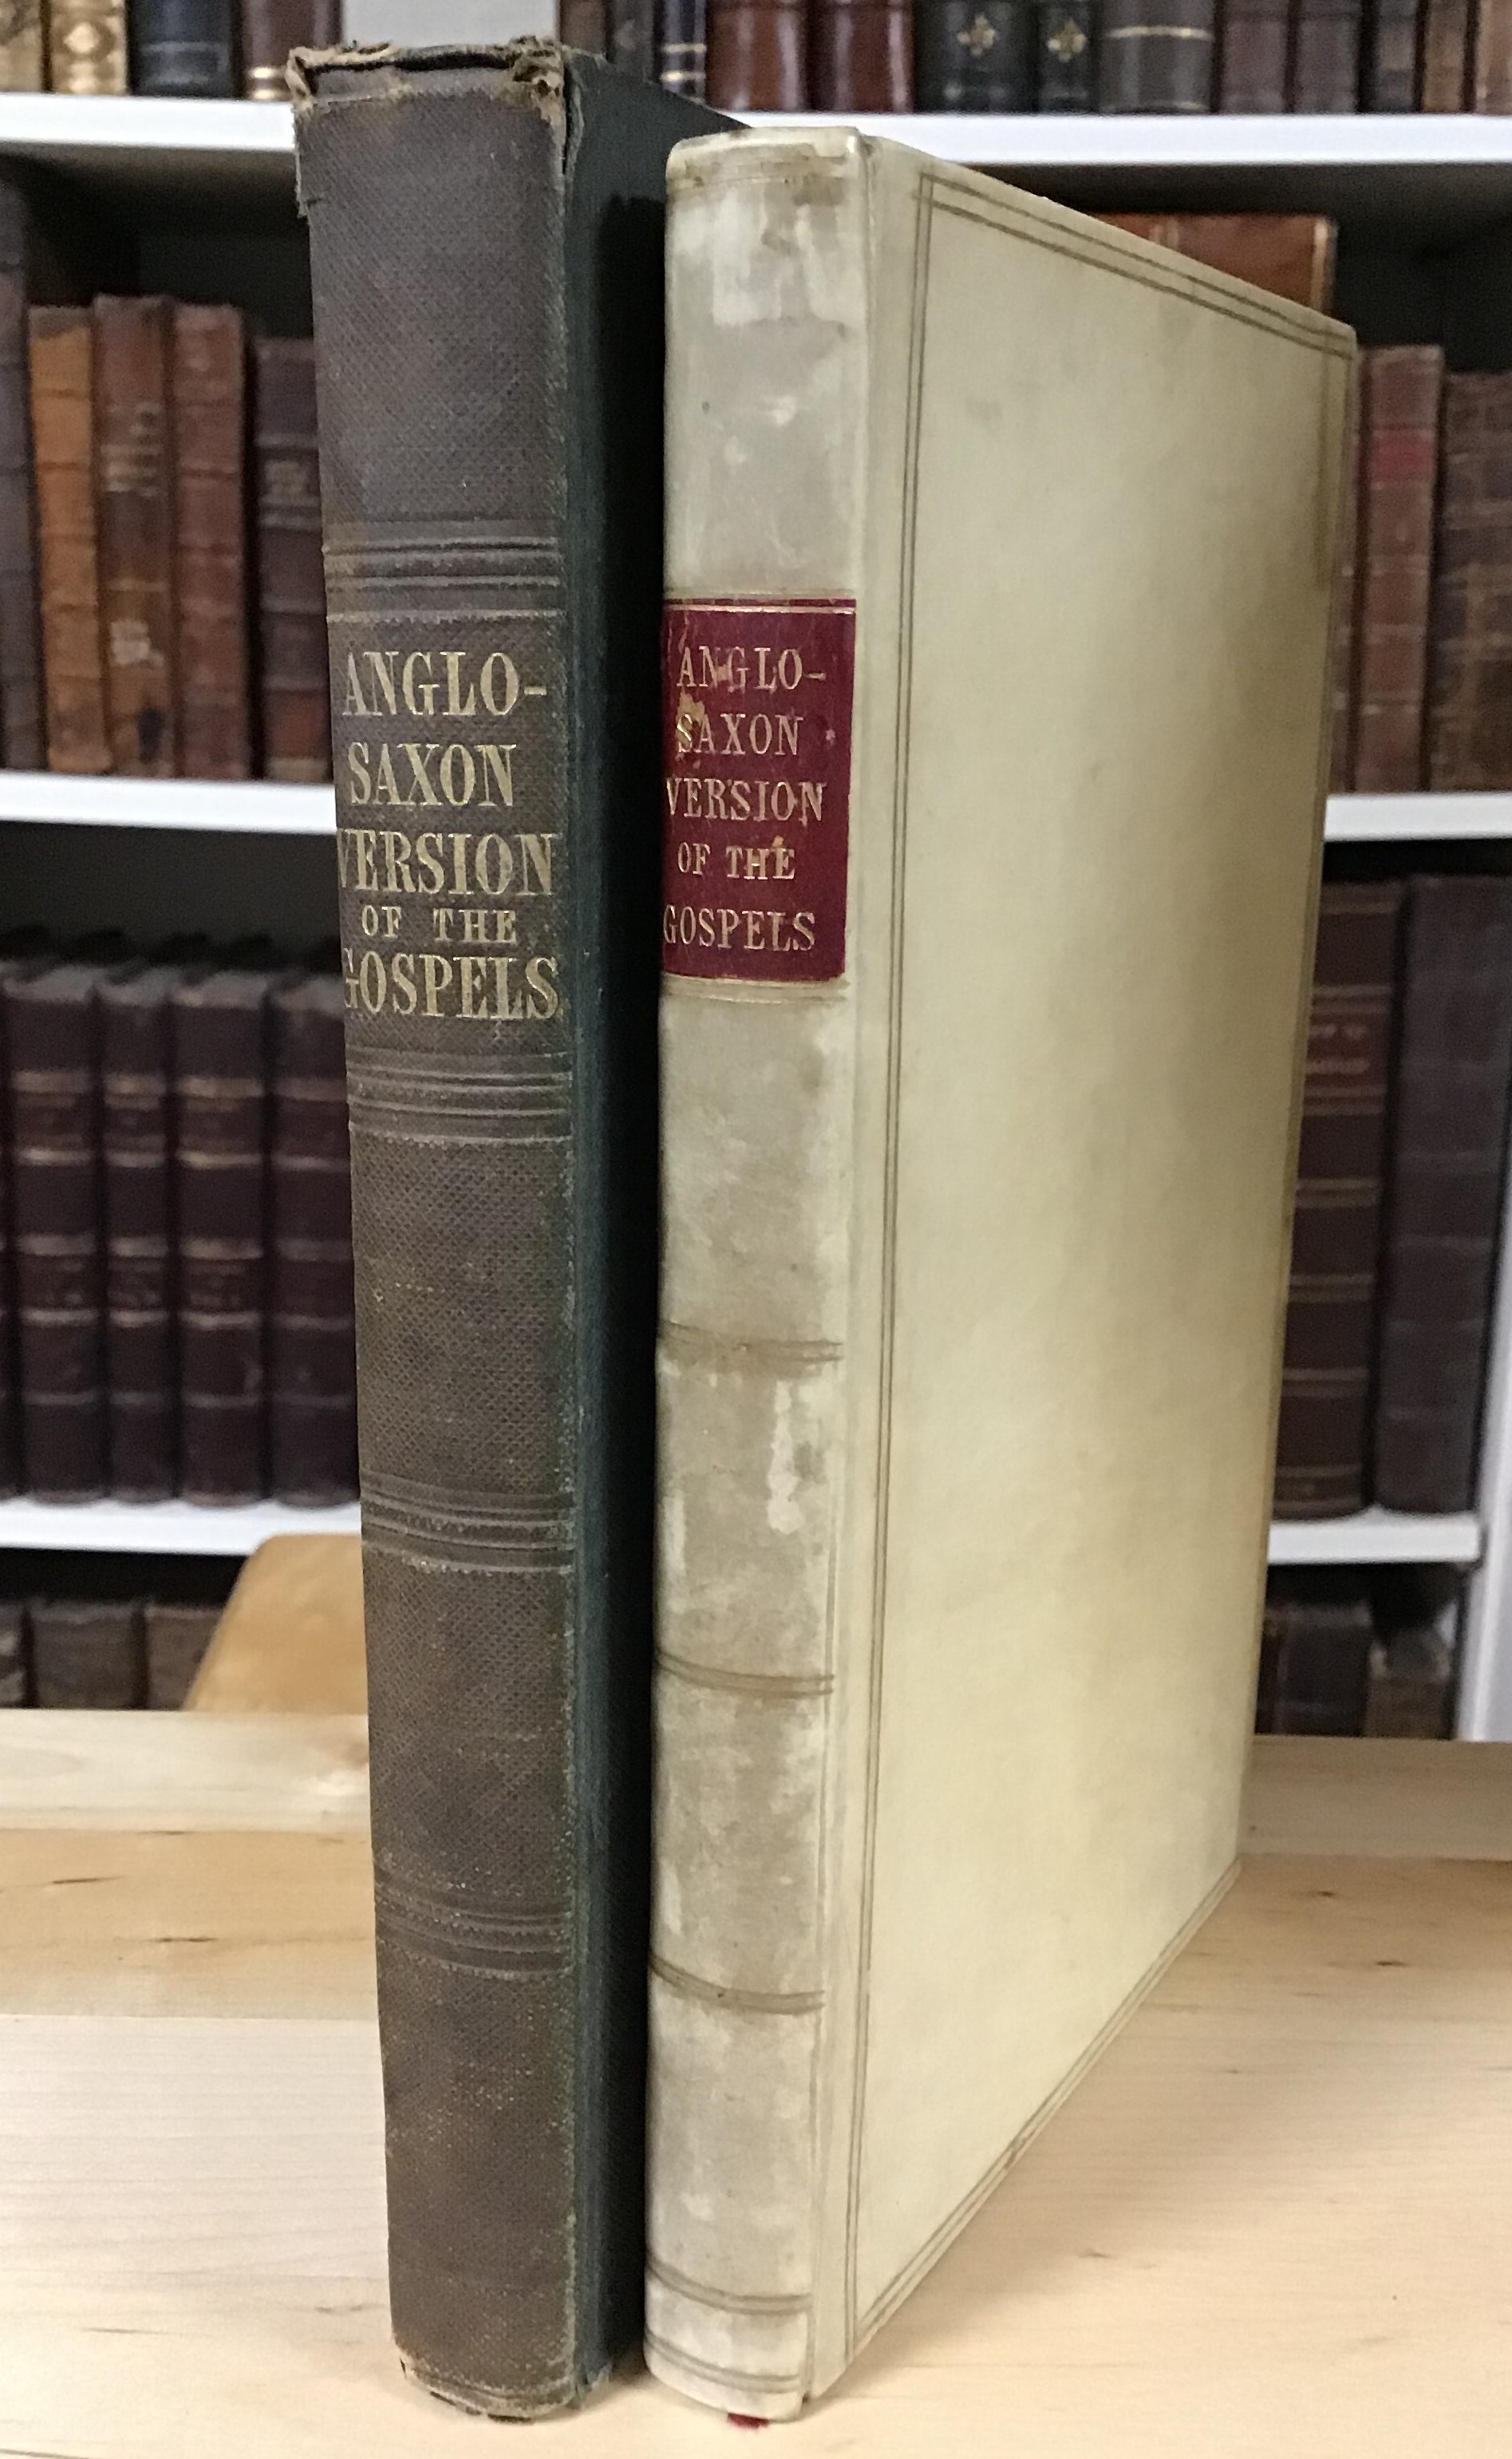 ANGLO-
SAXON
VERSION
OF THE
GOSPELS
ANGLO-
SAXON
VERSION
OF THE
GOSPELS